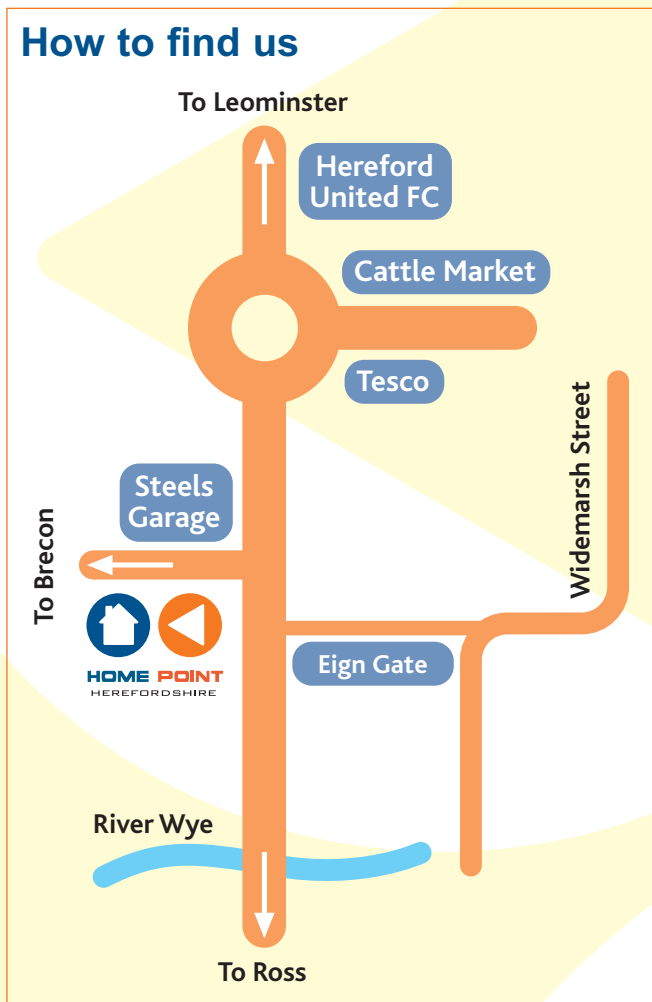 How to find us
To Leominster
Hereford
United FC
Cattle Market
Tesco
Widemarsh Street
Steels
Garage
To Brecon
HOME POINT
HEREFORDSHIRE
Eign Gate
River Wye
To Ross